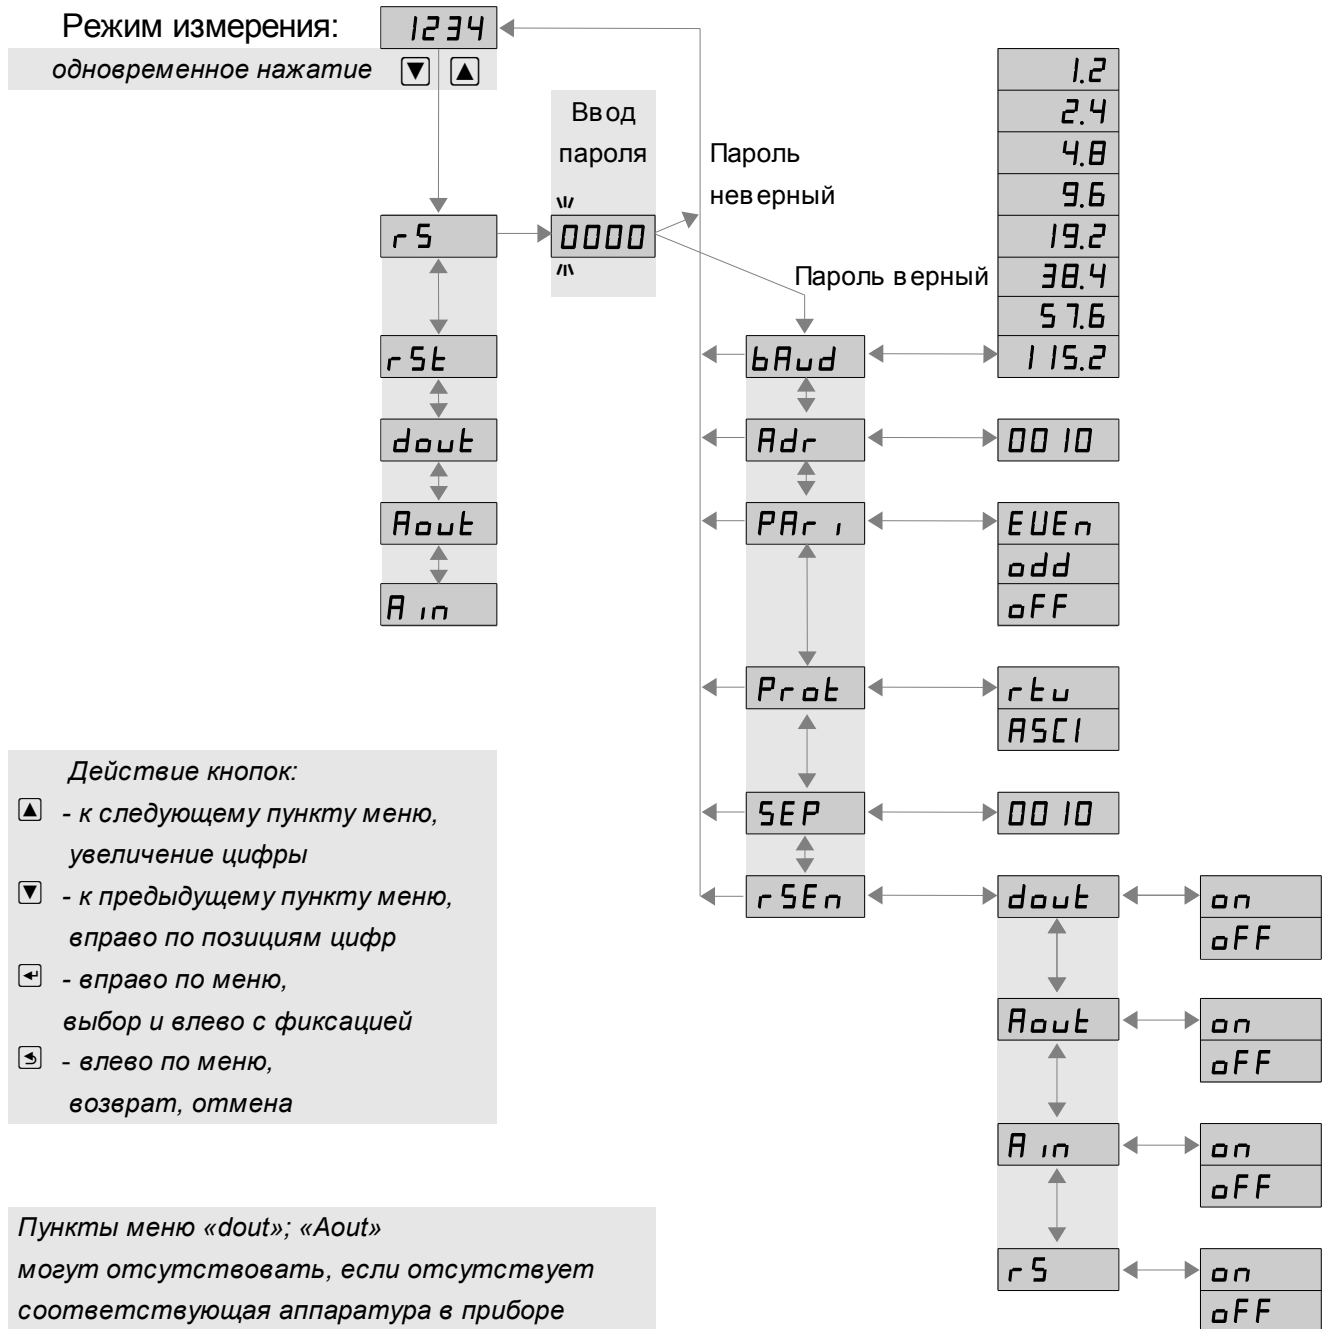 Режим измерения: 1234
одновременное нажатие
Ввод
пароля
0000
Пароль
неверный
Пароль верный
rS
rSt
dout
Aout
Ain
1.2
2.4
4.8
9.6
19.2
38.4
57.6
115.2
bAud
Adr
0010
PAri
EVEn
odd
oFF
Prot
rtu
ASCI
SEP
0010
rSEn
dout
on
oFF
Aout
on
oFF
Ain
on
oFF
rS
on
oFF
Действие кнопок:
- к следующему пункту меню,
увеличение цифры
- к предыдущему пункту меню,
вправо по позициям цифр
- вправо по меню,
выбор и влево с фиксацией
- влево по меню,
возврат, отмена
Пункты меню «dout»; «Aout»
могут отсутствовать, если отсутствует
соответствующая аппаратура в приборе